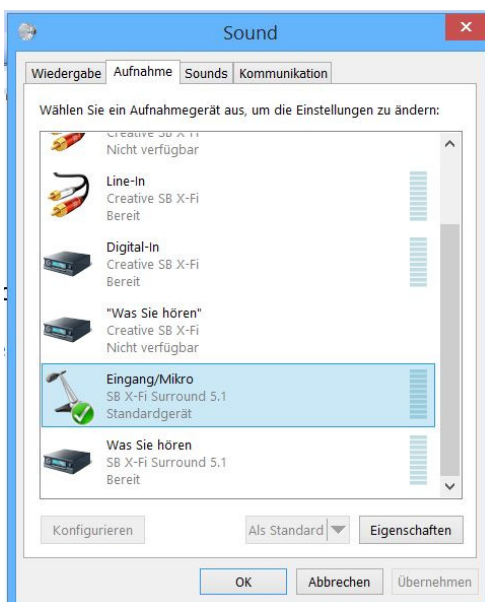 Sound
Wiedergabe Aufnahme Sounds Kommunikation
Wählen Sie ein Aufnahmegerät aus, um die Einstellungen zu ändern:
Creative SB X-Fi
Nicht verfügbar
Line-In
Creative SB X-Fi
Bereit
Digital-In
Creative SB X-Fi
Bereit
"Was Sie hören"
Creative SB X-Fi
Nicht verfügbar
Eingang/Mikro
SB X-Fi Surround 5.1
Standardgerät
Was Sie hören
SB X-Fi Surround 5.1
Bereit
Konfigurieren Als Standard Eigenschaften
OK Abbrechen Übernehmen